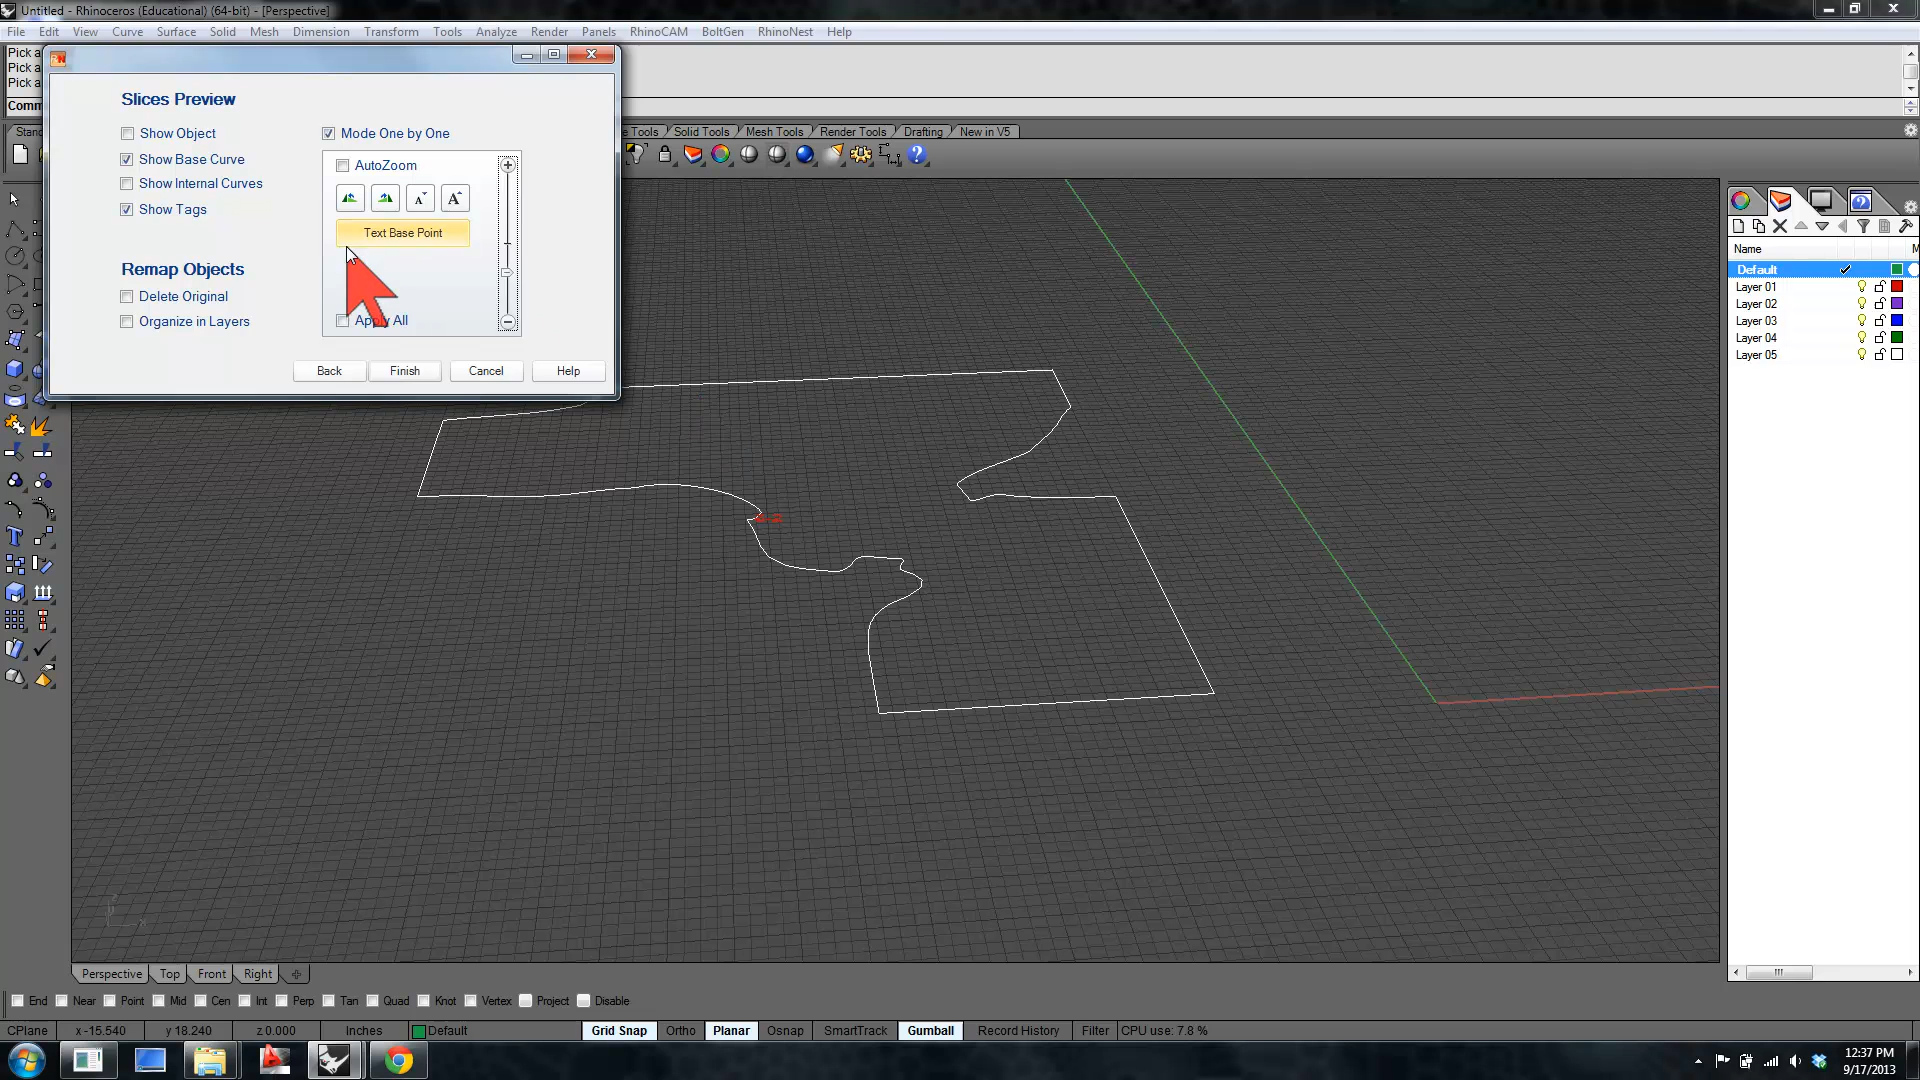 Untitled - Rhinoceros (Educational) (64-bit) - [Perspective]
File Edit View Curve Surface Solid Mesh Dimension Transform Tools Analyze Render Panels RhinoCAM BoltGen RhinoNest Help
Pick a
Pick a
Pick a
Comm
Stand
e Tools Solid Tools Mesh Tools Render Tools Drafting New in V5
Slices Preview
Show Object
Show Base Curve
Show Internal Curves
Show Tags
Remap Objects
Delete Original
Organize in Layers
Mode One by One
AutoZoom
A A
Text Base Point
Back Finish Cancel Help
Name M
Default
Layer 01
Layer 02
Layer 03
Layer 04
Layer 05
Perspective Top Front Right
End Near Point Mid Cen Int Perp Tan Quad Knot Vertex Project Disable
CPlane x -15.540 y 18.240 z 0.000 Inches Default Grid Snap Ortho Planar Osnap SmartTrack Gumball Record History Filter CPU use: 7.8 %
12:37 PM
9/17/2013